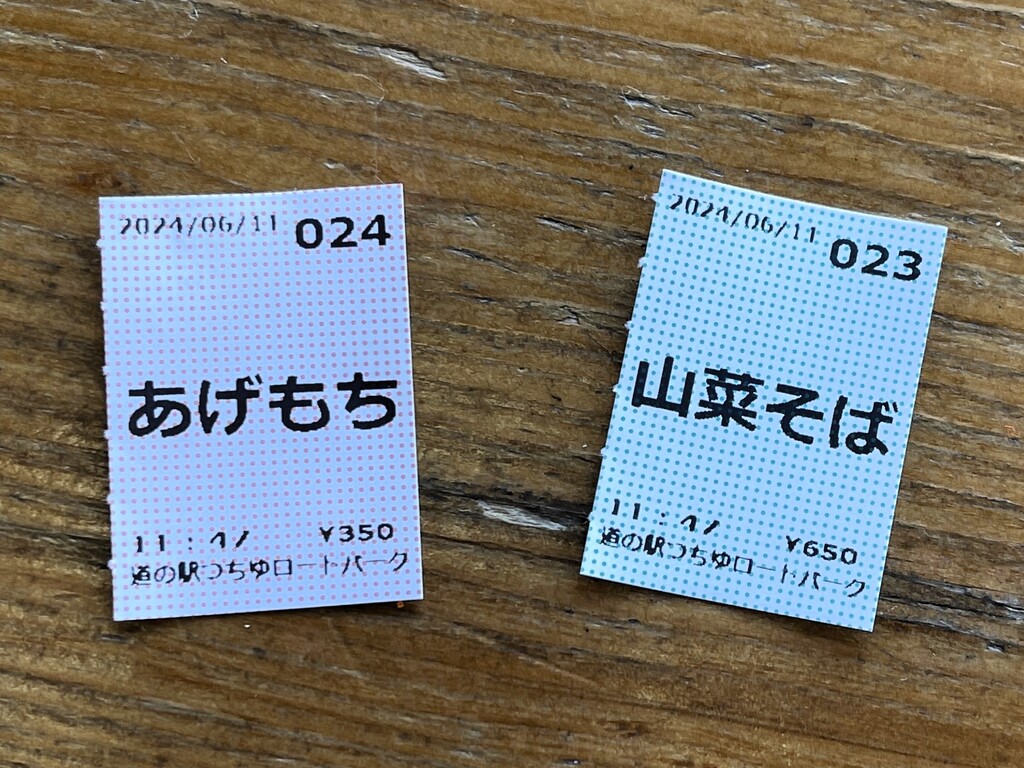 2024/06/11 024
あげもち
11:47 ¥350
道の駅つちゆロードパーク
2024/06/11 023
山菜そば
11:47 ¥650
道の駅つちゆロードパーク